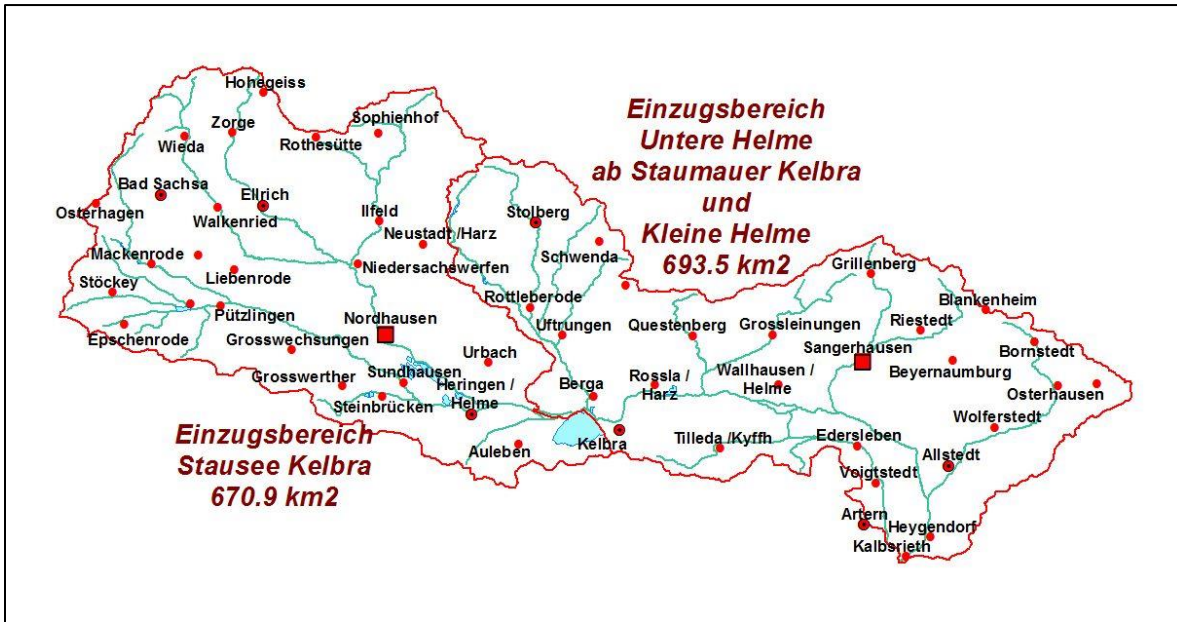 Hohegeiss
Zorge
Sophienhof
Wieda
Rothesütte
Einzugsbereich
Untere Helme
ab Staumauer Kelbra
und
Kleine Helme
693.5 km2
Bad Sachsa
Ellrich
Osterhagen
Walkenried
Ilfeld
Stolberg
Neustadt /Harz
Schwenda
Mackenrode
Liebenrode
Niedersachswerfen
Grillenberg
Stöckey
Rottleberode
Blankenheim
Pützlingen
Nordhausen
Uftrungen
Questenberg
Grossleinungen
Riestedt
Epschenrode
Grosswechsungen
Sangerhausen
Bornstedt
Urbach
Beyernaumburg
Grosswerther
Sundhausen
Heringen /
Helme
Berga
Rossla /
Harz
Wallhausen /
Helme
Osterhausen
Steinbrücken
Wolferstedt
Einzugsbereich
Stausee Kelbra
670.9 km2
Auleben
Kelbra
Tilleda /Kyffh
Edersleben
Allstedt
Voigtstedt
Artern
Heygendorf
Kalbsrieth